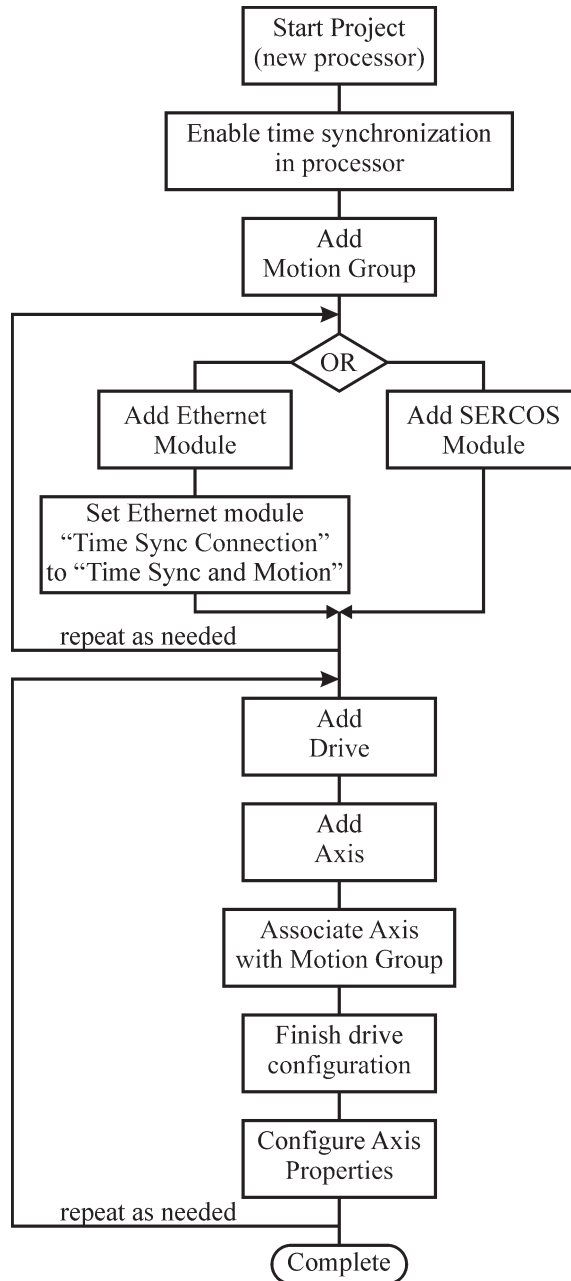 Start Project
(new processor)
Enable time synchronization
in processor
Add
Motion Group
OR
Add Ethernet
Module
Add SERCOS
Module
Set Ethernet module
“Time Sync Connection”
to “Time Sync and Motion”
repeat as needed
Add
Drive
Add
Axis
Associate Axis
with Motion Group
Finish drive
configuration
Configure Axis
Properties
repeat as needed
Complete